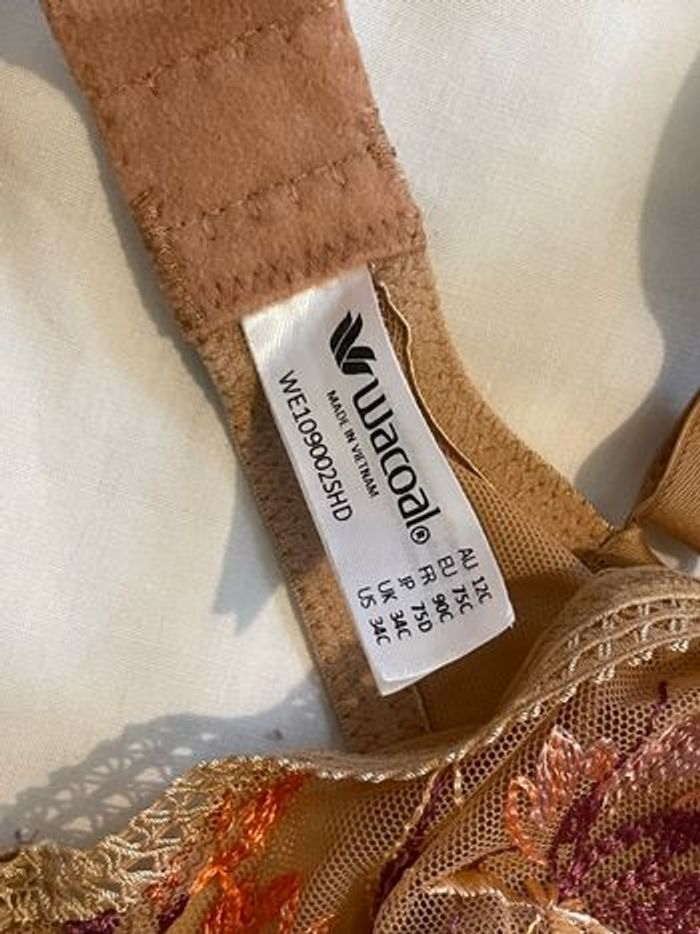 wacoal®
MADE IN VIETNAM
WE109002SHD
AU 12C
EU 75C
FR 90C
JP 75D
UK 34C
US 34C